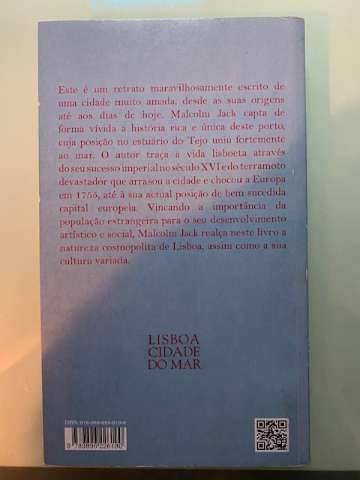 Este é um retrato maravilhosamente escrito de
uma cidade muito amada, desde as suas origens
até aos dias de hoje. Malcolm Jack capta de
forma vívida a história rica e única deste porto,
cuja posição no estuário do Tejo uniu fortemente
ao mar. O autor traça a vida lisboeta através
do seu sucesso imperial no século XVI e do terramoto
devastador que arrasou a cidade e chocou a Europa
em 1755, até à sua actual posição de bem sucedida
capital europeia. Vincando a importância da
população estrangeira para o seu desenvolvimento
artístico e social, Malcolm Jack realça neste livro a
natureza cosmopolita de Lisboa, assim como a sua
cultura variada.
LISBOA
CIDADE
DO MAR
ISBN: